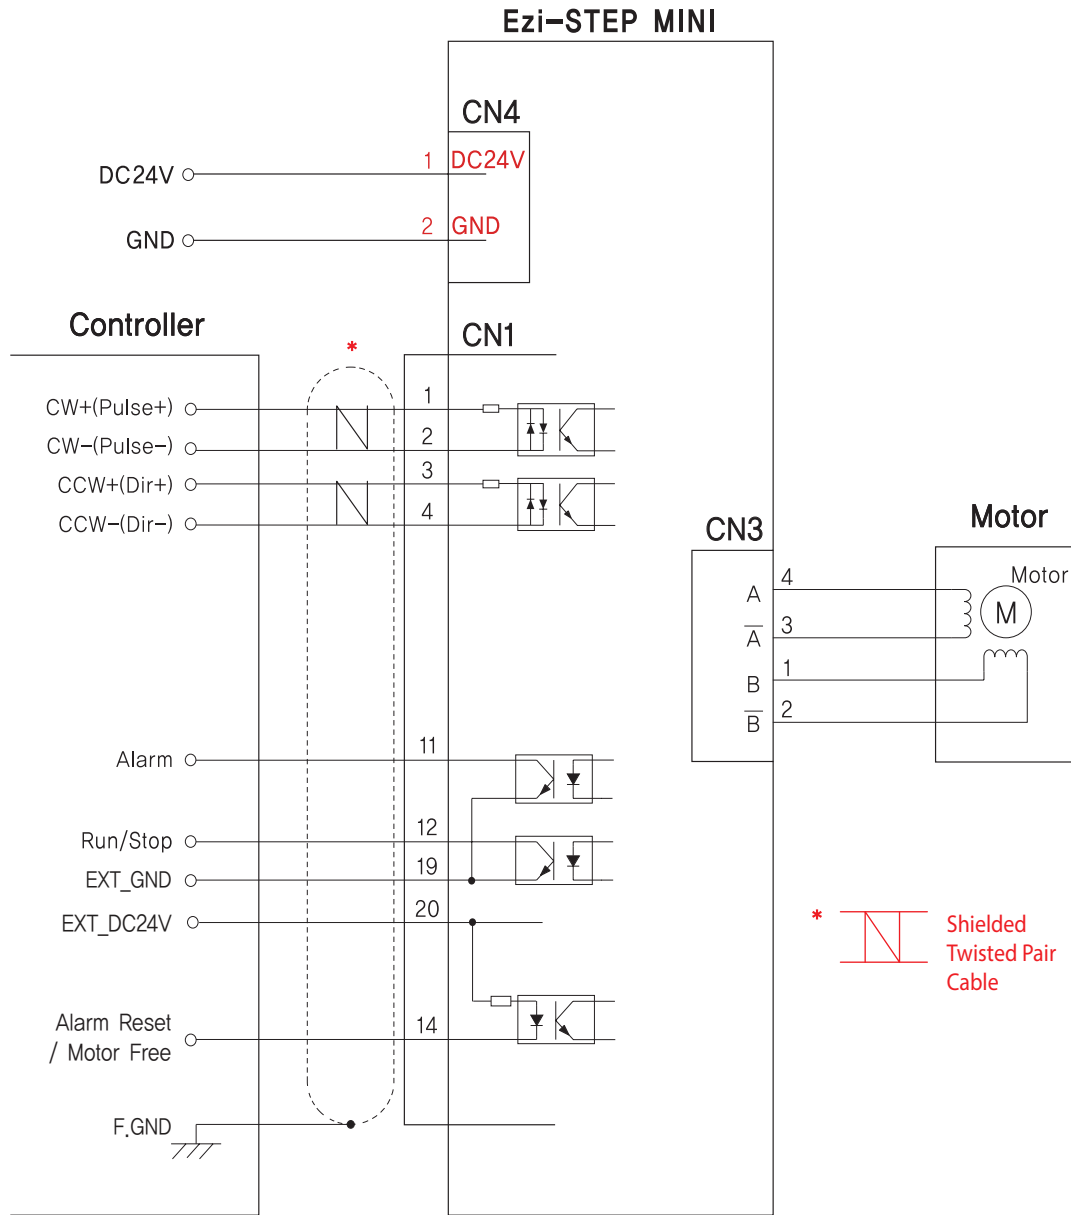 Ezi-STEP MINI
CN4
DC24V
1
DC24V
GND
2
GND
Controller
*
CN1
CW+(Pulse+)
1
CW-(Pulse-)
2
CCW+(Dir+)
3
CCW-(Dir-)
4
CN3
Motor
A
4
Motor
M
A̅
3
B
1
B̅
2
Alarm
11
Run/Stop
12
EXT_GND
19
EXT_DC24V
20
* Shielded
Twisted Pair
Cable
Alarm Reset
/ Motor Free
14
F.GND